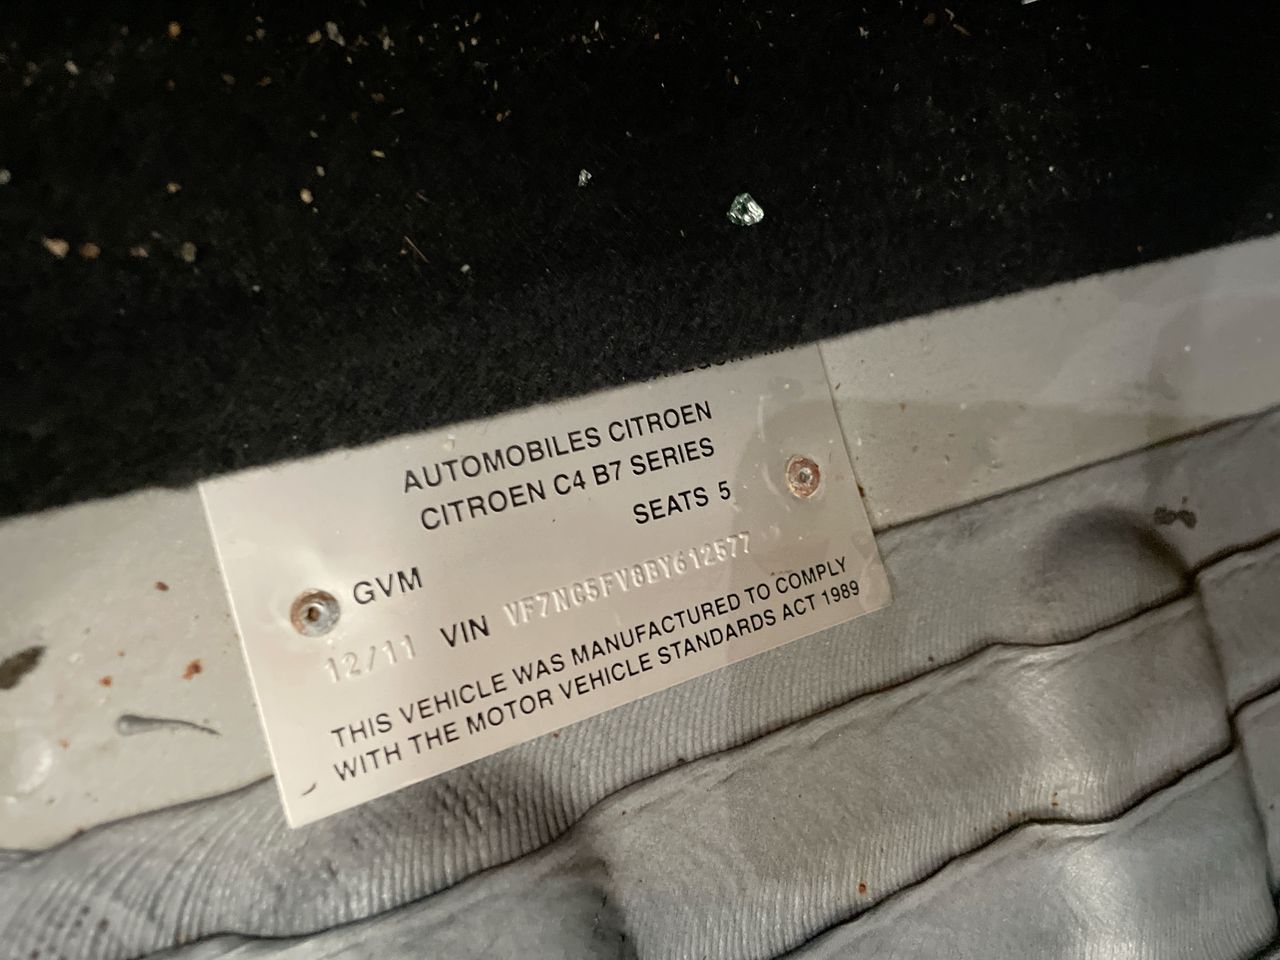 AUTOMOBILES CITROEN
CITROEN C4 B7 SERIES
SEATS 5
GVM
12/11 VIN VF7NC5FV8BY612577
THIS VEHICLE WAS MANUFACTURED TO COMPLY
WITH THE MOTOR VEHICLE STANDARDS ACT 1989